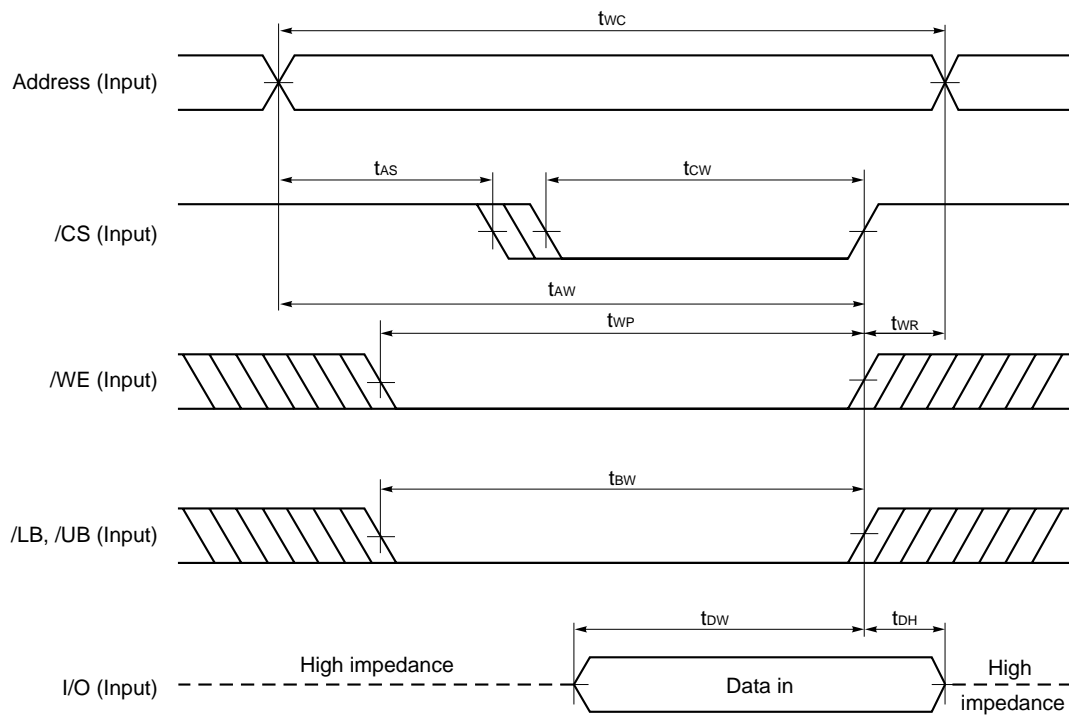 tWC
Address (Input)
tAS
tCW
/CS (Input)
tAW
tWP
tWR
/WE (Input)
tBW
/LB, /UB (Input)
tDW
tDH
I/O (Input)
High impedance
Data in
High
impedance